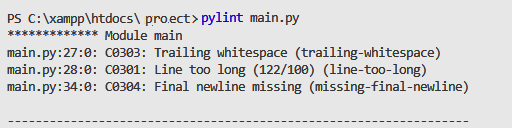 PS C:\xampp\htdocs\ project> pylint main.py
************* Module main
main.py:27:0: C0303: Trailing whitespace (trailing-whitespace)
main.py:28:0: C0301: Line too long (122/100) (line-too-long)
main.py:34:0: C0304: Final newline missing (missing-final-newline)
------------------------------------------------------------------